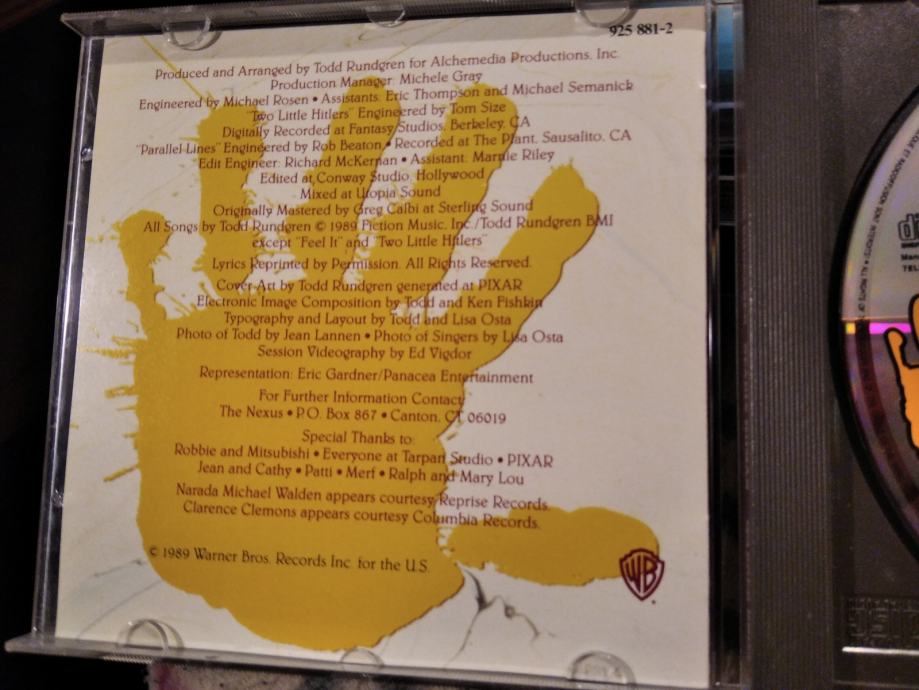 925 881-2
Produced and Arranged by Todd Rundgren for Alchemedia Productions, Inc.
Production Manager: Michele Gray
Engineered by Michael Rosen • Assistants: Eric Thompson and Michael Semanick
"Two Little Hitlers" Engineered by Tom Size
Digitally Recorded at Fantasy Studios, Berkeley, CA
"Parallel Lines" Engineered by Rob Beaton • Recorded at The Plant, Sausalito, CA
Edit Engineer: Richard McKernan • Assistant: Marnie Riley
Edited at Conway Studio, Hollywood
Mixed at Utopia Sound
Originally Mastered by Greg Calbi at Sterling Sound
All Songs by Todd Rundgren © 1989 Fiction Music, Inc./Todd Rundgren BMI
except "Feel It" and "Two Little Hitlers"
Lyrics Reprinted by Permission. All Rights Reserved.
Cover Art by Todd Rundgren generated at PIXAR
Electronic Image Composition by Todd and Ken Fishkin
Typography and Layout by Todd and Lisa Osta
Photo of Todd by Jean Lannen • Photo of Singers by Lisa Osta
Session Videography by Ed Vigdor
Representation: Eric Gardner/Panacea Entertainment
For Further Information Contact:
The Nexus • P.O. Box 867 • Canton, CT 06019
Special Thanks to:
Robbie and Mitsubishi • Everyone at Tarpan Studio • PIXAR
Jean and Cathy • Patti • Merf • Ralph and Mary Lou
Narada Michael Walden appears courtesy Reprise Records.
Clarence Clemons appears courtesy Columbia Records.
© 1989 Warner Bros. Records Inc. for the U.S.
WB